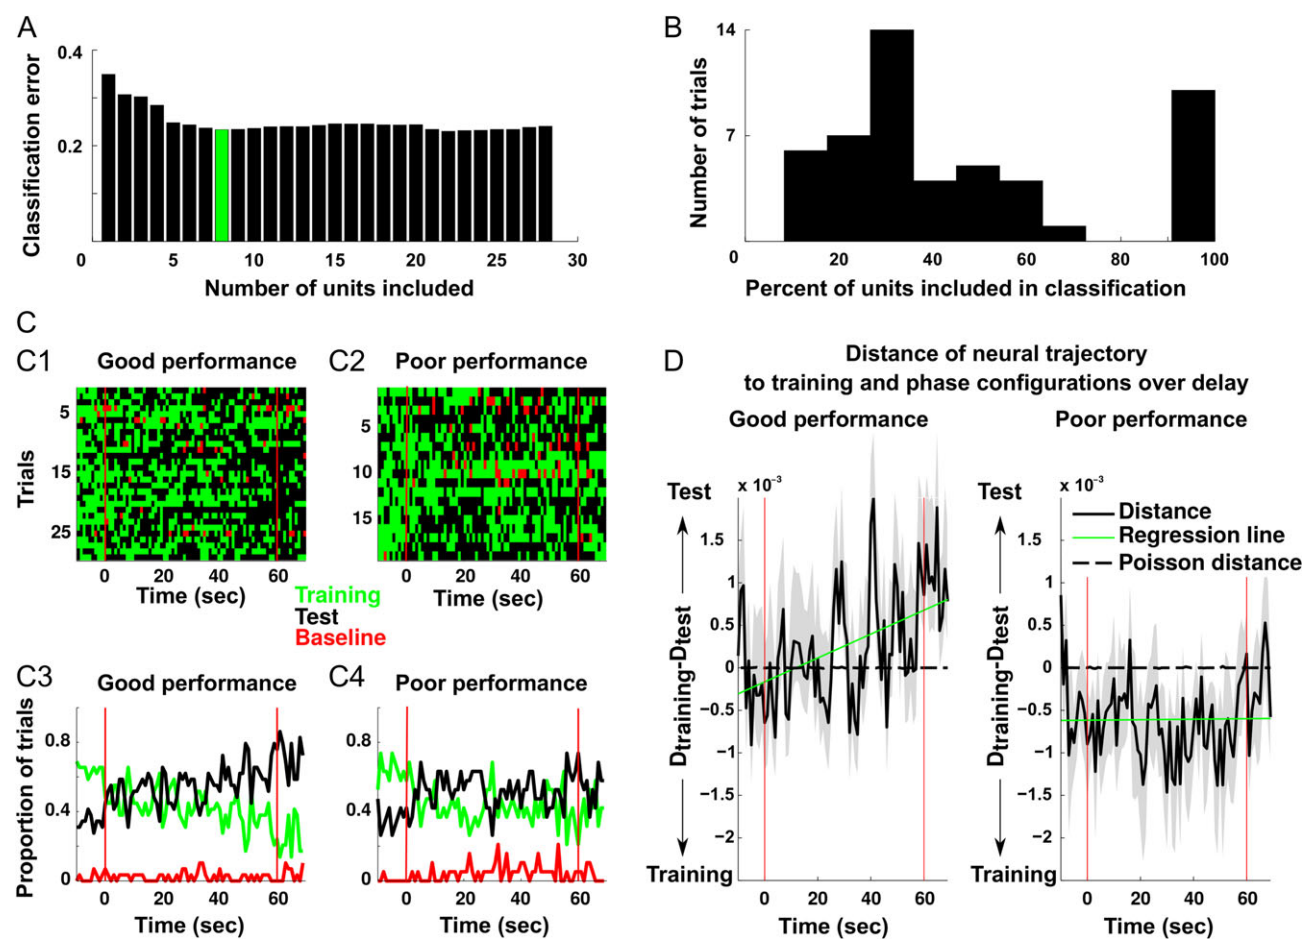 A
Classification error
0.4
0.2
0 5 10 15 20 25 30
Number of units included
B
Number of trials
14
7
0 20 40 60 80 100
Percent of units included in classification
C
C1 Good performance
Trials
5
15
25
0 20 40 60
Time (sec)
C2 Poor performance
5
10
15
0 20 40 60
Time (sec)
Training
Test
Baseline
C3 Good performance
Proportion of trials
0.8
0.4
0
0 20 40 60
Time (sec)
C4 Poor performance
0.8
0.4
0
0 20 40 60
Time (sec)
D Distance of neural trajectory
to training and phase configurations over delay
Good performance
Test
x 10⁻³
Dtraining-Dtest
Training
1.5
1
0.5
0
−0.5
−1
−1.5
−2
0 20 40 60
Time (sec)
Poor performance
Test
x 10⁻³
Dtraining-Dtest
Training
Distance
Regression line
Poisson distance
1.5
1
0.5
0
−0.5
−1
−1.5
−2
0 20 40 60
Time (sec)